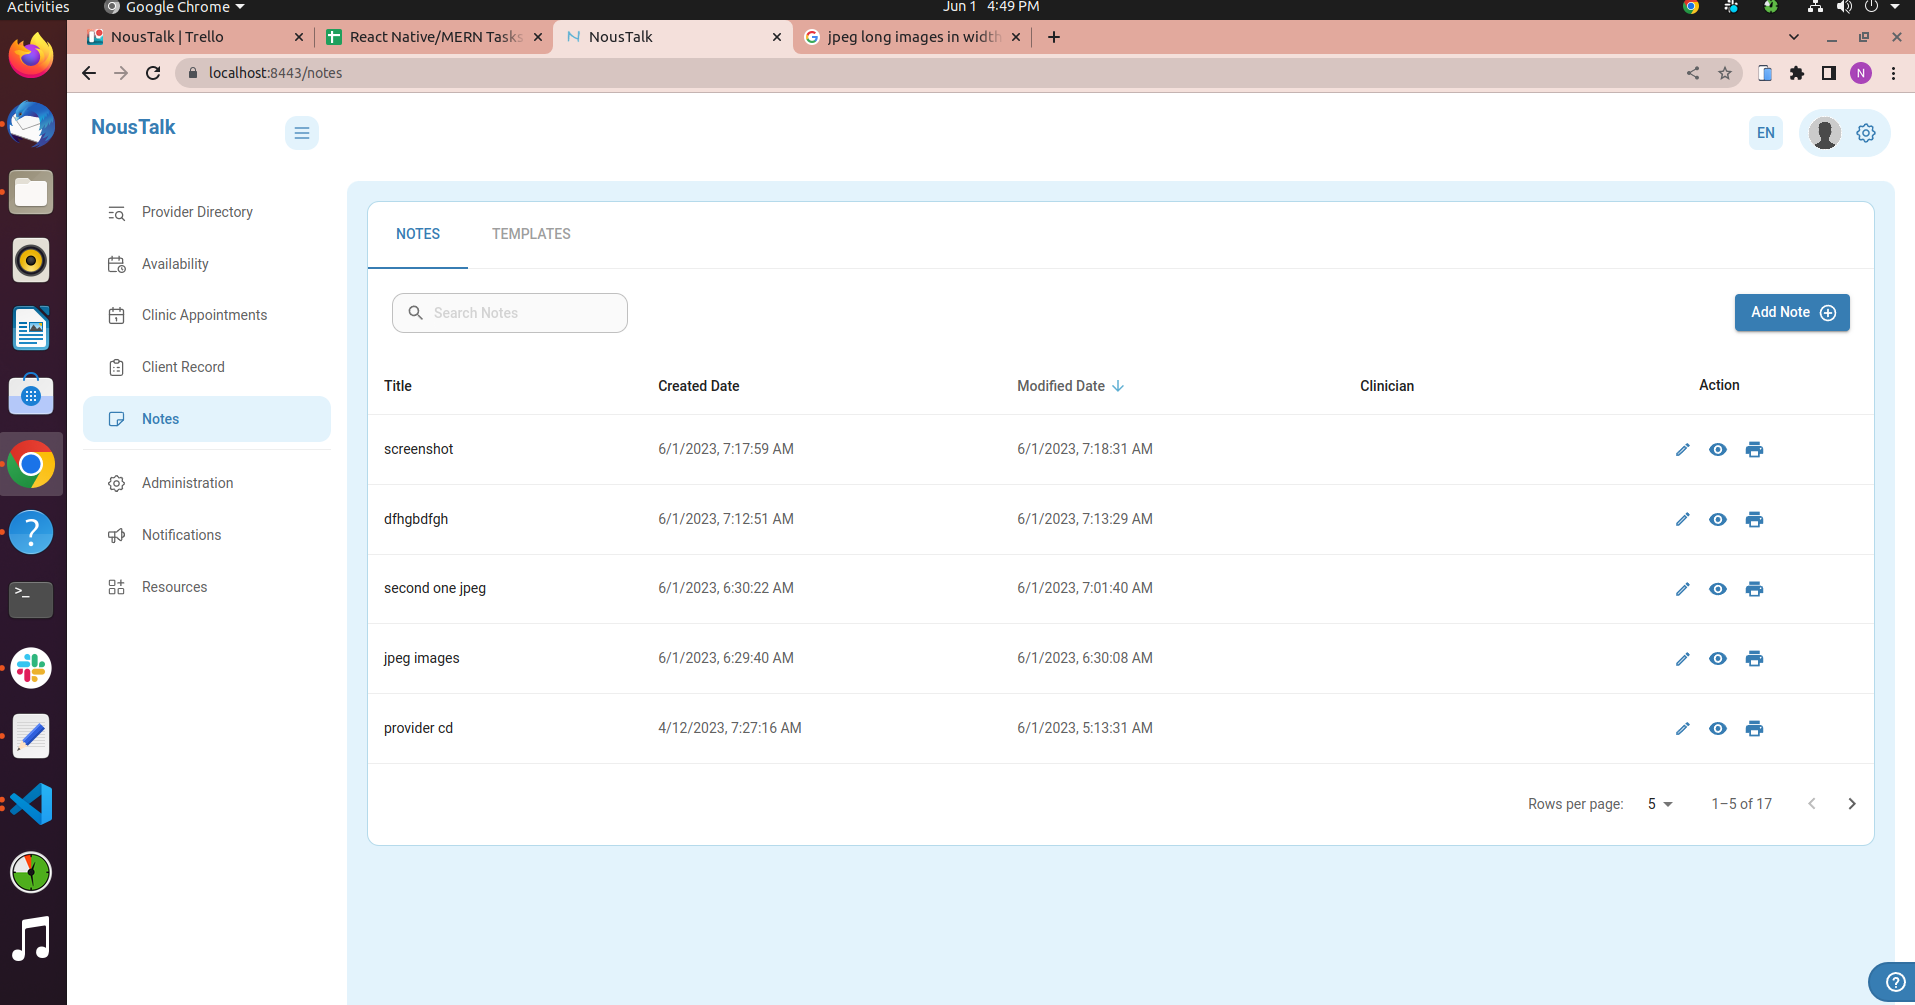 Activities Google Chrome Jun 1 4:49 PM
NousTalk | Trello React Native/MERN Tasks NousTalk jpeg long images in width
localhost:8443/notes N
NousTalk EN
Provider Directory
Availability
Clinic Appointments
Client Record
Notes
Administration
Notifications
Resources
NOTES TEMPLATES
Search Notes Add Note
Title Created Date Modified Date Clinician Action
screenshot 6/1/2023, 7:17:59 AM 6/1/2023, 7:18:31 AM
dfhgbdfgh 6/1/2023, 7:12:51 AM 6/1/2023, 7:13:29 AM
second one jpeg 6/1/2023, 6:30:22 AM 6/1/2023, 7:01:40 AM
jpeg images 6/1/2023, 6:29:40 AM 6/1/2023, 6:30:08 AM
provider cd 4/12/2023, 7:27:16 AM 6/1/2023, 5:13:31 AM
Rows per page: 5 1–5 of 17